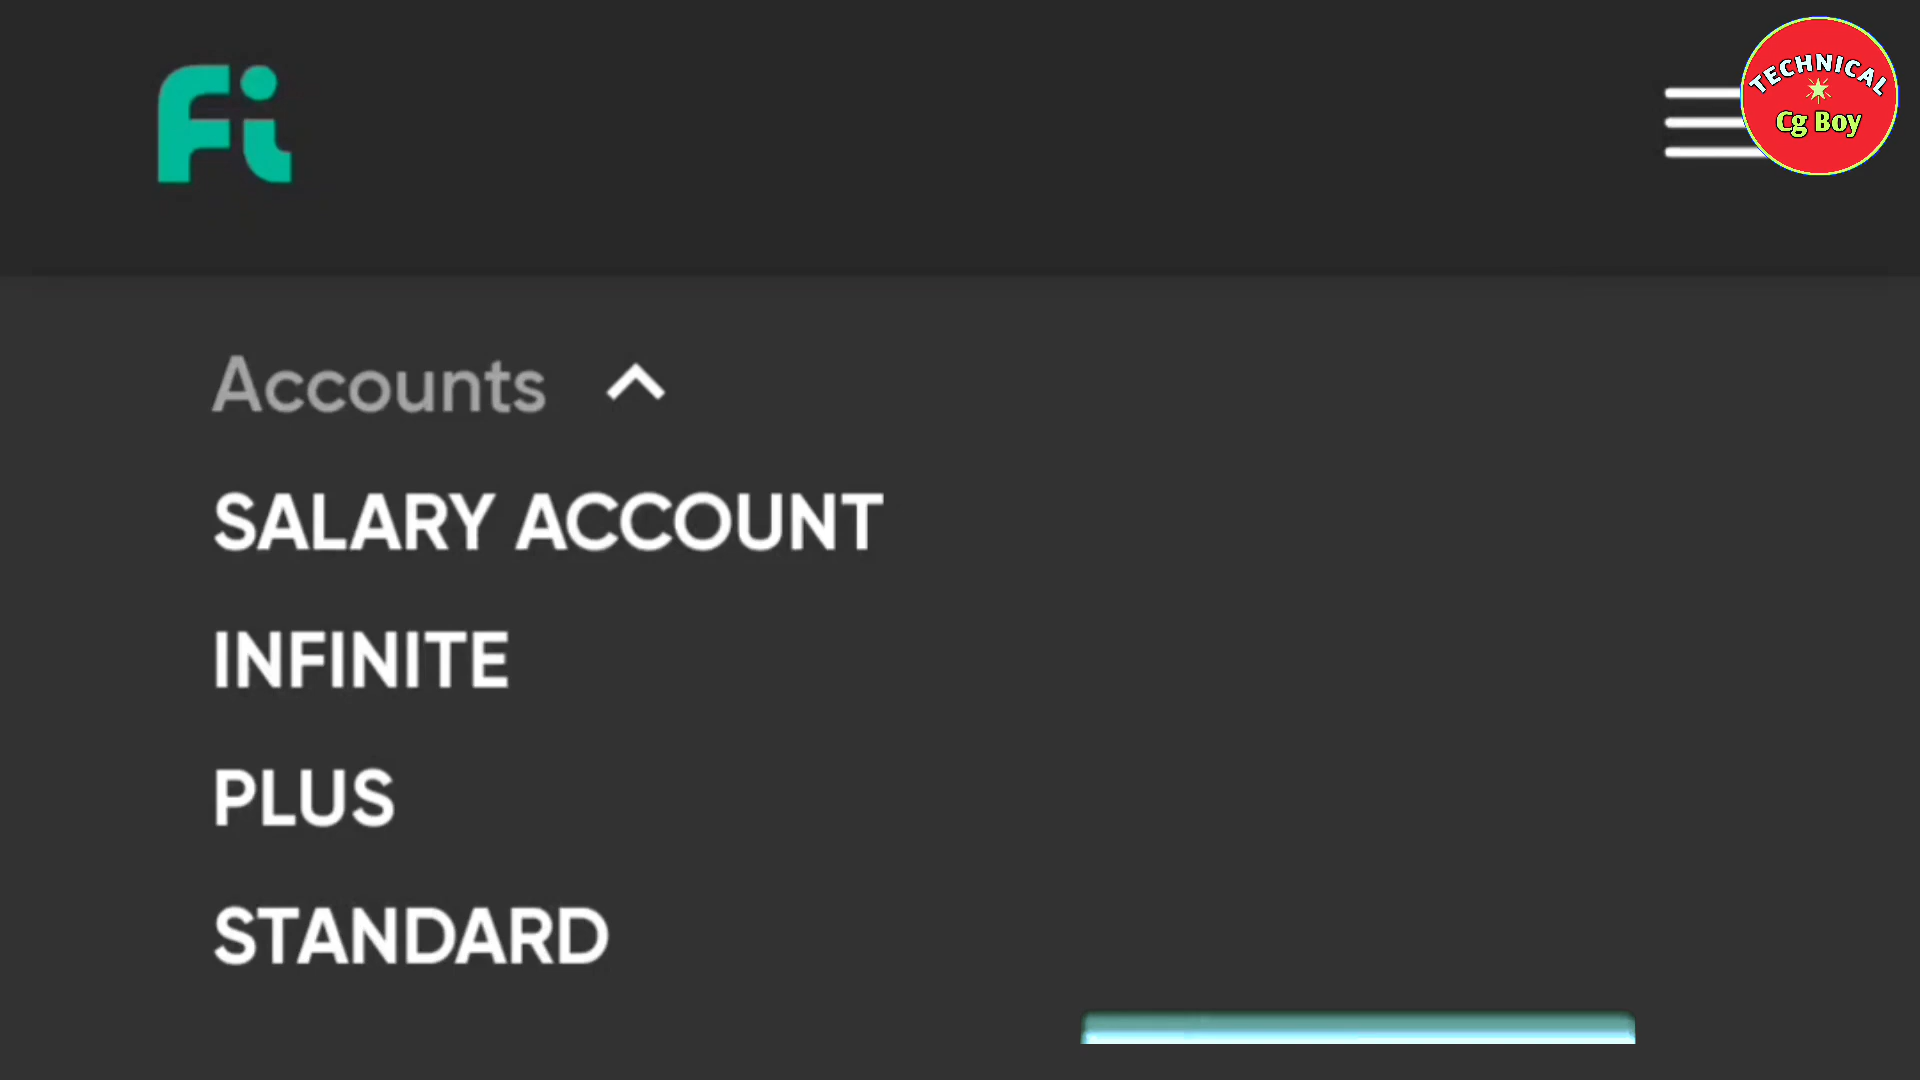 Fi
TECHNICAL
Cg Boy
Accounts
SALARY ACCOUNT
INFINITE
PLUS
STANDARD